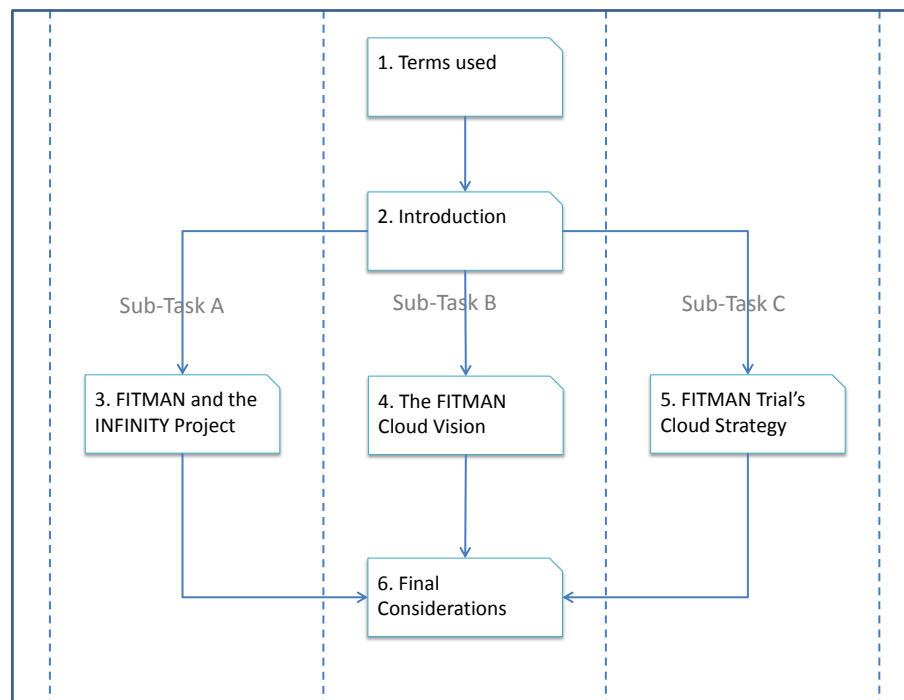 1. Terms used
2. Introduction
Sub-Task A
Sub-Task B
Sub-Task C
3. FITMAN and the
INFINITY Project
4. The FITMAN
Cloud Vision
5. FITMAN Trial's
Cloud Strategy
6. Final
Considerations